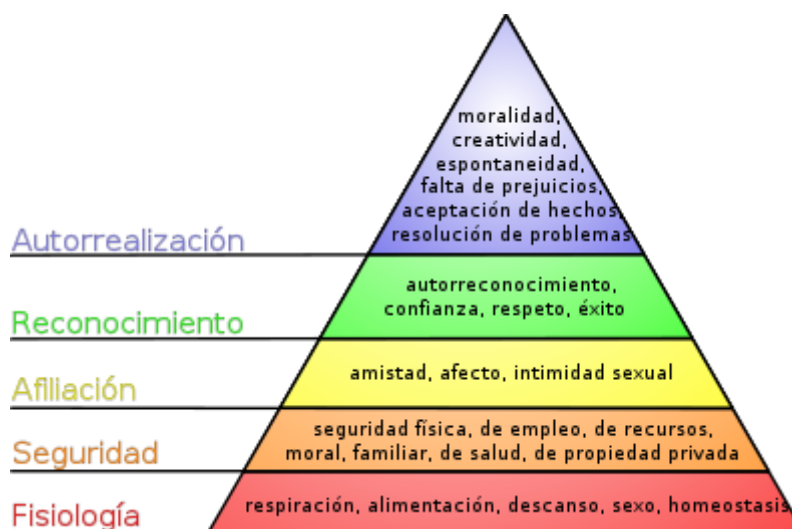 moralidad,
creatividad,
espontaneidad,
falta de prejuicios,
aceptación de hechos,
resolución de problemas
Autorrealización
autorreconocimiento,
confianza, respeto, éxito
Reconocimiento
amistad, afecto, intimidad sexual
Afiliación
seguridad física, de empleo, de recursos,
moral, familiar, de salud, de propiedad privada
Seguridad
respiración, alimentación, descanso, sexo, homeostasis
Fisiología